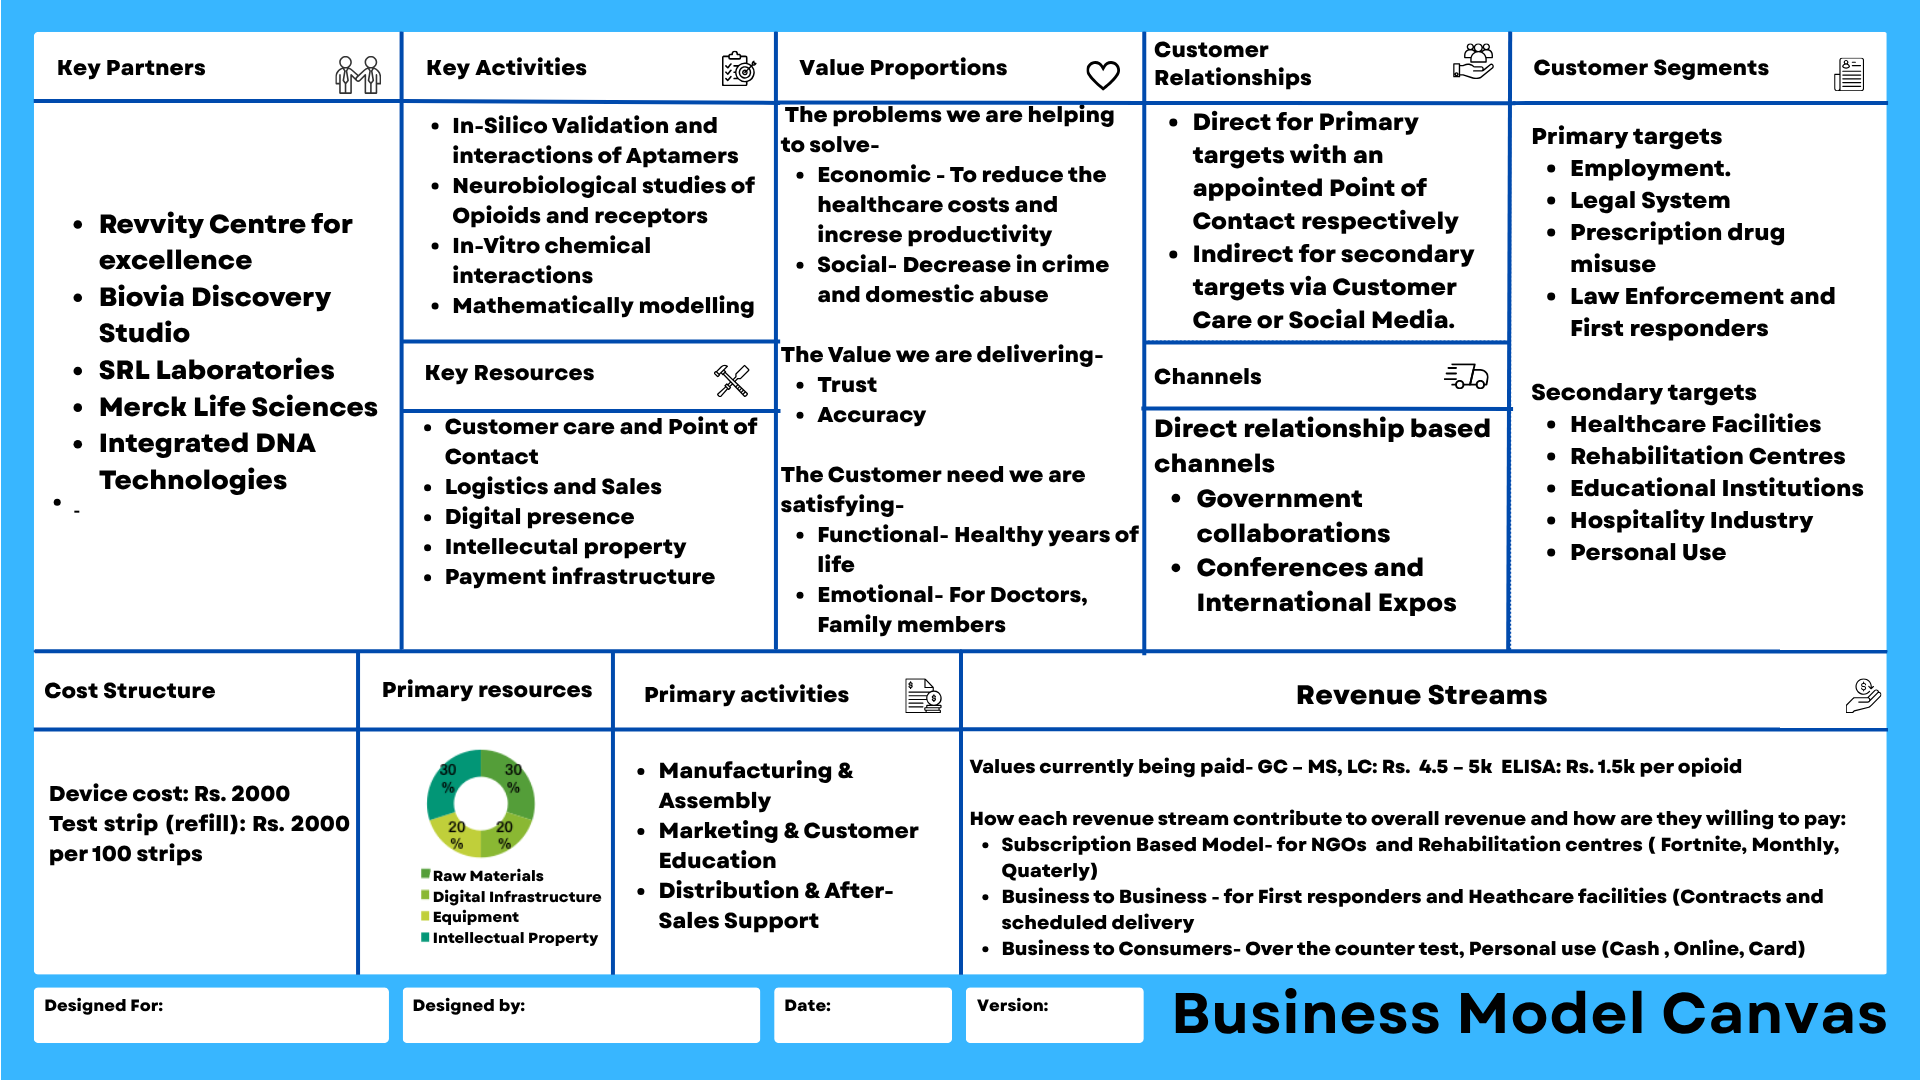 Key Partners
Revvity Centre for
excellence
Biovia Discovery
Studio
SRL Laboratories
Merck Life Sciences
Integrated DNA
Technologies
-
Key Activities
In-Silico Validation and
interactions of Aptamers
Neurobiological studies of
Opioids and receptors
In-Vitro chemical
interactions
Mathematically modelling
Key Resources
Customer care and Point of
Contact
Logistics and Sales
Digital presence
Intellecutal property
Payment infrastructure
Value Proportions
The problems we are helping
to solve-
Economic - To reduce the
healthcare costs and
increse productivity
Social- Decrease in crime
and domestic abuse
The Value we are delivering-
Trust
Accuracy
The Customer need we are
satisfying-
Functional- Healthy years of
life
Emotional- For Doctors,
Family members
Customer
Relationships
Direct for Primary
targets with an
appointed Point of
Contact respectively
Indirect for secondary
targets via Customer
Care or Social Media.
Channels
Direct relationship based
channels
Government
collaborations
Conferences and
International Expos
Customer Segments
Primary targets
Employment.
Legal System
Prescription drug
misuse
Law Enforcement and
First responders
Secondary targets
Healthcare Facilities
Rehabilitation Centres
Educational Institutions
Hospitality Industry
Personal Use
Cost Structure
Device cost: Rs. 2000
Test strip (refill): Rs. 2000
per 100 strips
Primary resources
30
%
30
%
20
%
20
%
Raw Materials
Digital Infrastructure
Equipment
Intellectual Property
Primary activities
Manufacturing &
Assembly
Marketing & Customer
Education
Distribution & After-
Sales Support
Revenue Streams
Values currently being paid- GC – MS, LC: Rs. 4.5 – 5k ELISA: Rs. 1.5k per opioid
How each revenue stream contribute to overall revenue and how are they willing to pay:
Subscription Based Model- for NGOs and Rehabilitation centres ( Fortnite, Monthly,
Quaterly)
Business to Business - for First responders and Heathcare facilities (Contracts and
scheduled delivery
Business to Consumers- Over the counter test, Personal use (Cash , Online, Card)
Designed For:
Designed by:
Date:
Version:
Business Model Canvas